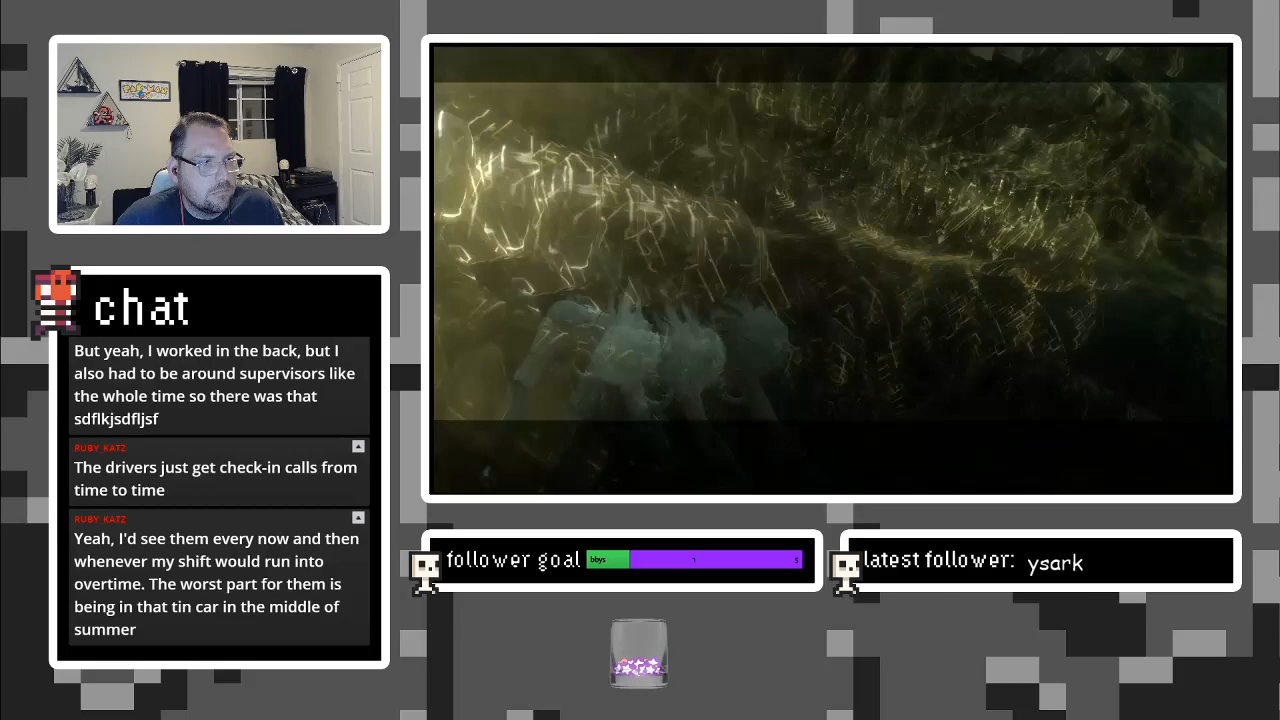 chat
But yeah, I worked in the back, but I
also had to be around supervisors like
the whole time so there was that
sdflkjsdfljsf
RUBY_KATZ
The drivers just get check-in calls from
time to time
RUBY_KATZ
Yeah, I'd see them every now and then
whenever my shift would run into
overtime. The worst part for them is
being in that tin car in the middle of
summer
follower goal
bbys 1 5
latest follower: ysark